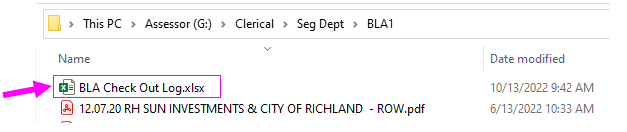 This PC > Assessor (G:) > Clerical > Seg Dept > BLA1
Name Date modified
BLA Check Out Log.xlsx 10/13/2022 9:42 AM
12.07.20 RH SUN INVESTMENTS & CITY OF RICHLAND - ROW.pdf 6/13/2022 10:33 AM